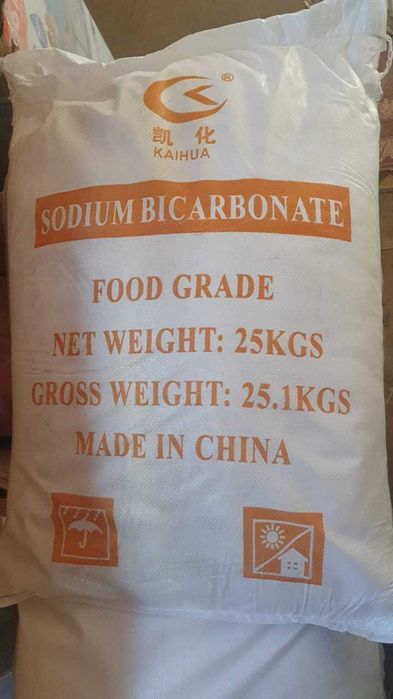 ®
凯化
KAIHUA
SODIUM BICARBONATE
FOOD GRADE
NET WEIGHT: 25KGS
GROSS WEIGHT: 25.1KGS
MADE IN CHINA